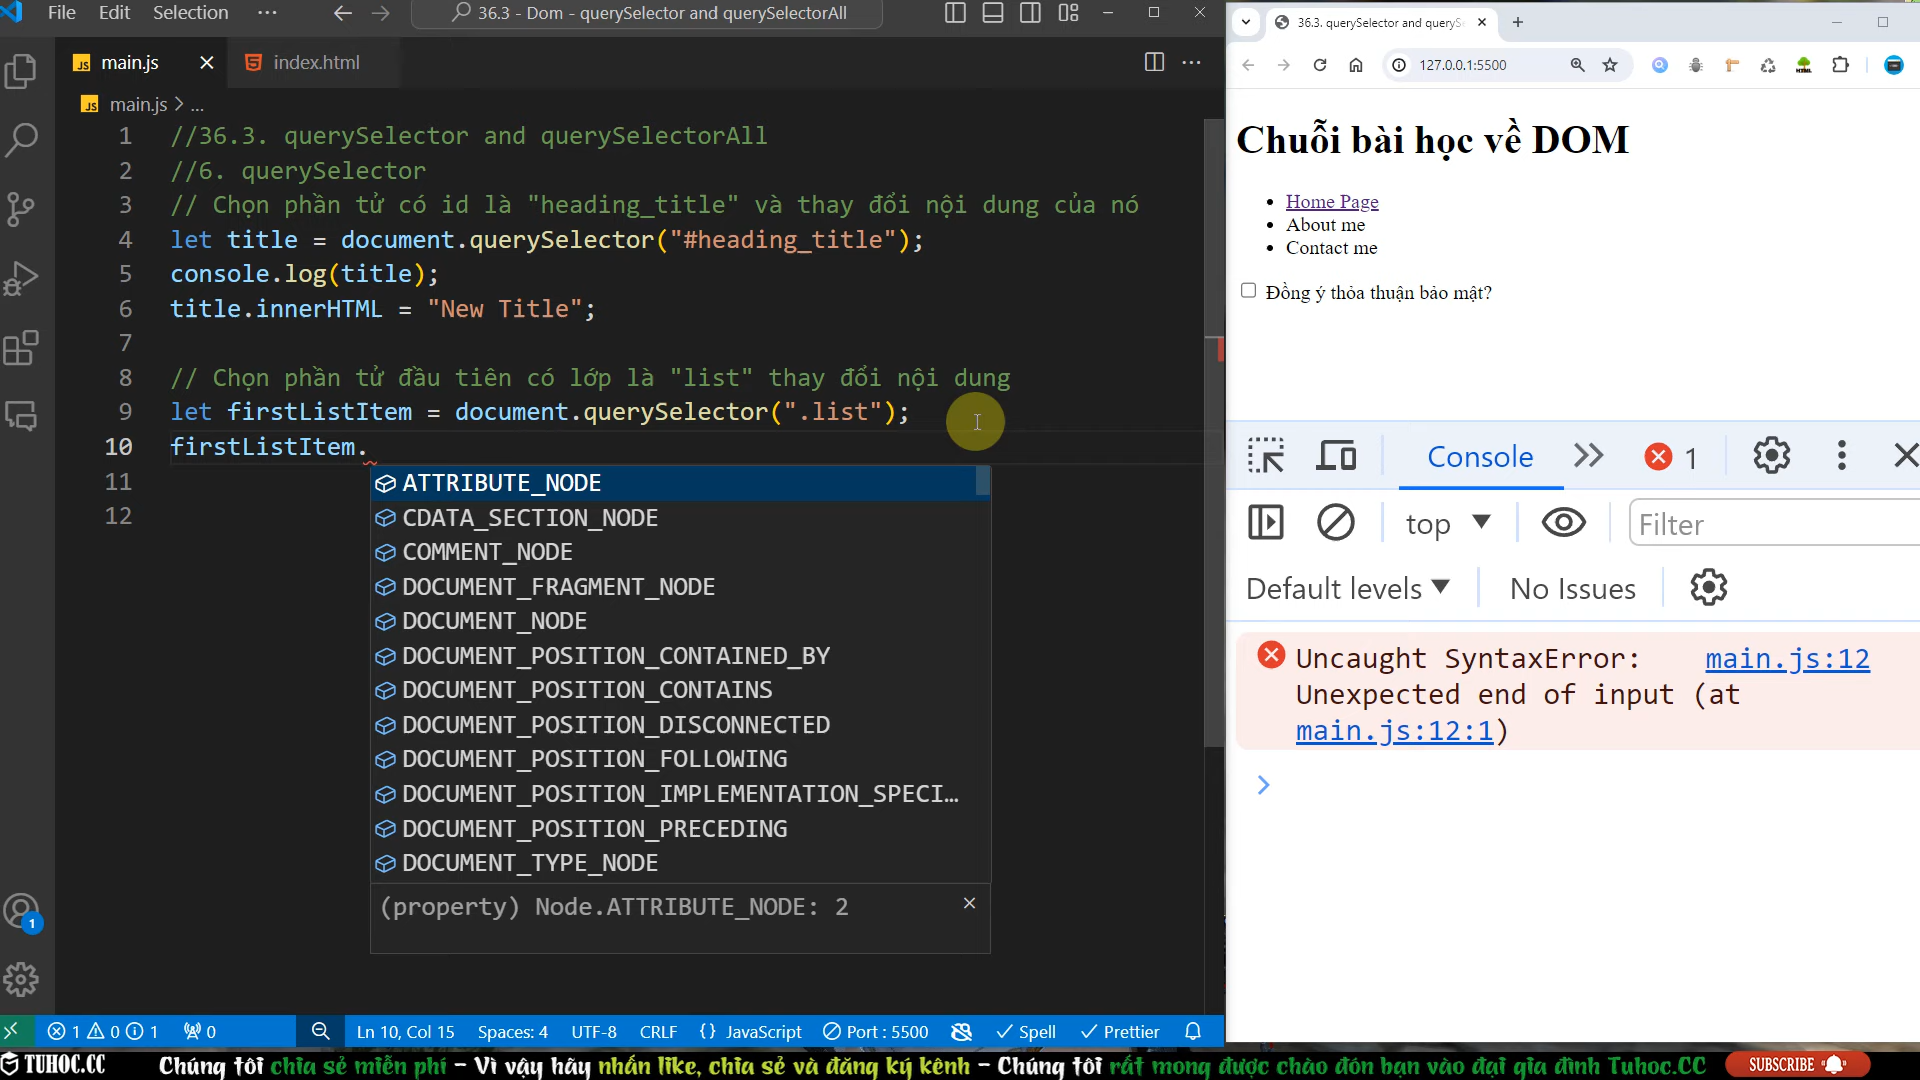 File Edit Selection ··· 36.3 - Dom - querySelector and querySelectorAll
main.js index.html
main.js > ...
1 //36.3. querySelector and querySelectorAll
2 //6. querySelector
3 // Chọn phần tử có id là "heading_title" và thay đổi nội dung của nó
4 let title = document.querySelector("#heading_title");
5 console.log(title);
6 title.innerHTML = "New Title";
7
8 // Chọn phần tử đầu tiên có lớp là "list" thay đổi nội dung
9 let firstListItem = document.querySelector(".list");
10 firstListItem.
11
12
ATTRIBUTE_NODE
CDATA_SECTION_NODE
COMMENT_NODE
DOCUMENT_FRAGMENT_NODE
DOCUMENT_NODE
DOCUMENT_POSITION_CONTAINED_BY
DOCUMENT_POSITION_CONTAINS
DOCUMENT_POSITION_DISCONNECTED
DOCUMENT_POSITION_FOLLOWING
DOCUMENT_POSITION_IMPLEMENTATION_SPECI…
DOCUMENT_POSITION_PRECEDING
DOCUMENT_TYPE_NODE
(property) Node.ATTRIBUTE_NODE: 2
1
1 0 1 0 Ln 10, Col 15 Spaces: 4 UTF-8 CRLF {} JavaScript Port : 5500 Spell Prettier
36.3. querySelector and queryS
127.0.0.1:5500
Chuỗi bài học về DOM
Home Page
About me
Contact me
Đồng ý thỏa thuận bảo mật?
Console 1
top Filter
Default levels No Issues
Uncaught SyntaxError: main.js:12
Unexpected end of input (at
main.js:12:1)
TUHOC.CC Chúng tôi chia sẻ miễn phí – Vì vậy hãy nhấn like, chia sẻ và đăng ký kênh – Chúng tôi rất mong được chào đón bạn vào đại gia đình Tuhoc.CC SUBSCRIBE